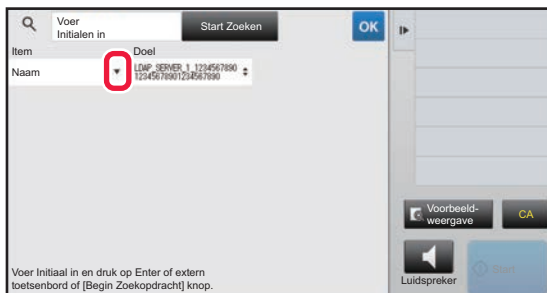 Voer
Initialen in
Start Zoeken
OK
Item
Doel
Naam
LDAP_SERVER_1_1234567890
12345678901234567890
Voorbeeld-
weergave
CA
Start
Luidspreker
Voer Initiaal in en druk op Enter of extern
toetsenbord of [Begin Zoekopdracht] knop.